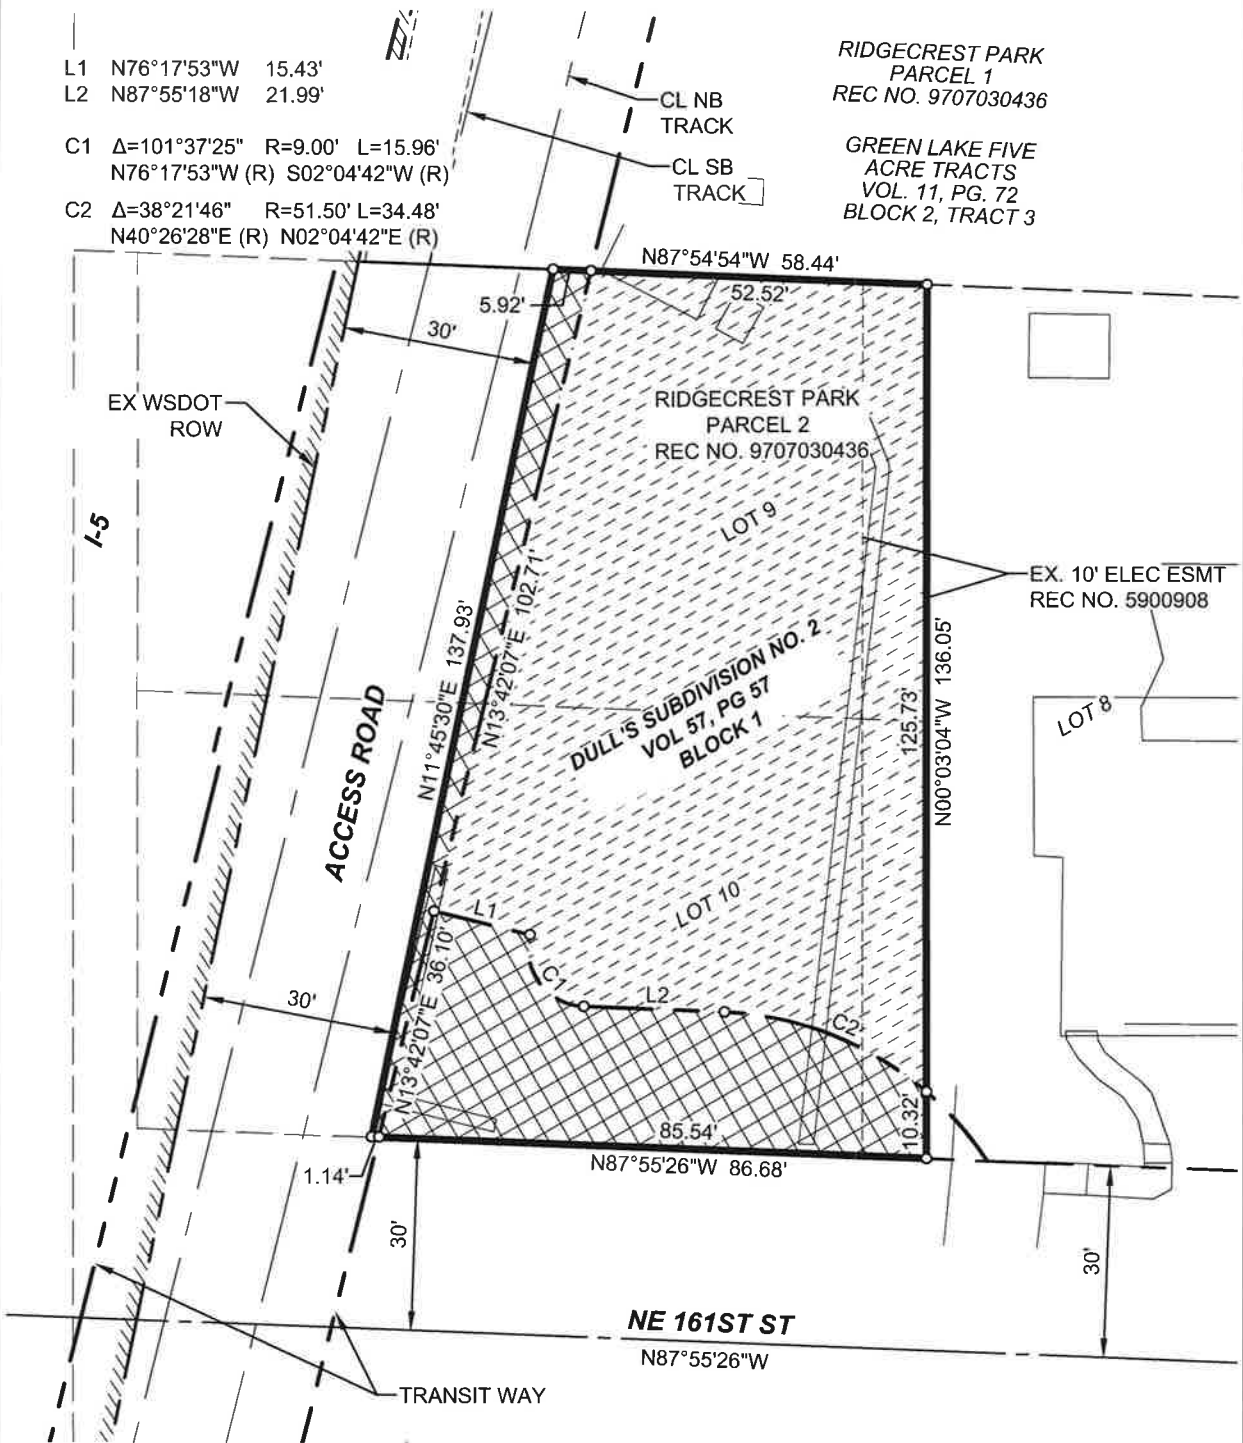 L1 N76°17'53"W 15.43'
L2 N87°55'18"W 21.99'
C1 Δ=101°37'25" R=9.00' L=15.96'
N76°17'53"W (R) S02°04'42"W (R)
C2 Δ=38°21'46" R=51.50' L=34.48'
N40°26'28"E (R) N02°04'42"E (R)
CL NB
TRACK
CL SB
TRACK
RIDGECREST PARK
PARCEL 1
REC NO. 9707030436
GREEN LAKE FIVE
ACRE TRACTS
VOL. 11, PG. 72
BLOCK 2, TRACT 3
N87°54'54"W 58.44'
5.92'
52.52'
30'
EX WSDOT
ROW
RIDGECREST PARK
PARCEL 2
REC NO. 9707030436
I-5
LOT 9
EX. 10' ELEC ESMT
REC NO. 5900908
N11°45'30"E 137.93'
N13°42'07"E 102.71'
DULL'S SUBDIVISION NO. 2
VOL 57, PG 57
BLOCK 1
125.73'
N00°03'04"W 136.05'
LOT 8
ACCESS ROAD
LOT 10
L1
C1
L2
C2
30'
N13°42'07"E 36.10'
85.54'
10.32'
N87°55'26"W 86.68'
1.14'
30'
30'
NE 161ST ST
N87°55'26"W
TRANSIT WAY